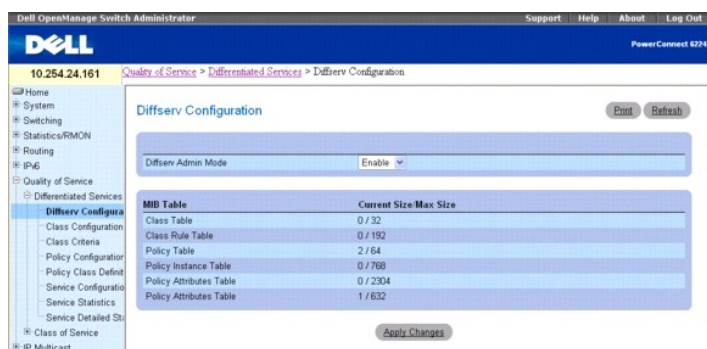 Dell OpenManage Switch Administrator Support Help About Log Out
DELL
PowerConnect 6224
10.254.24.161 Quality of Service > Differentiated Services > Diffserv Configuration
Home
System
Switching
Statistics/RMON
Routing
IPv6
Quality of Service
Differentiated Services
Diffserv Configura
Class Configuration
Class Criteria
Policy Configuration
Policy Class Definit
Service Configuratio
Service Statistics
Service Detailed Sta
Class of Service
IP Multicast
Diffserv Configuration
Print Refresh
Diffserv Admin Mode Enable
MIB Table Current Size/Max Size
Class Table 0 / 32
Class Rule Table 0 / 192
Policy Table 2 / 64
Policy Instance Table 0 / 768
Policy Attributes Table 0 / 2304
Policy Attributes Table 1 / 632
Apply Changes